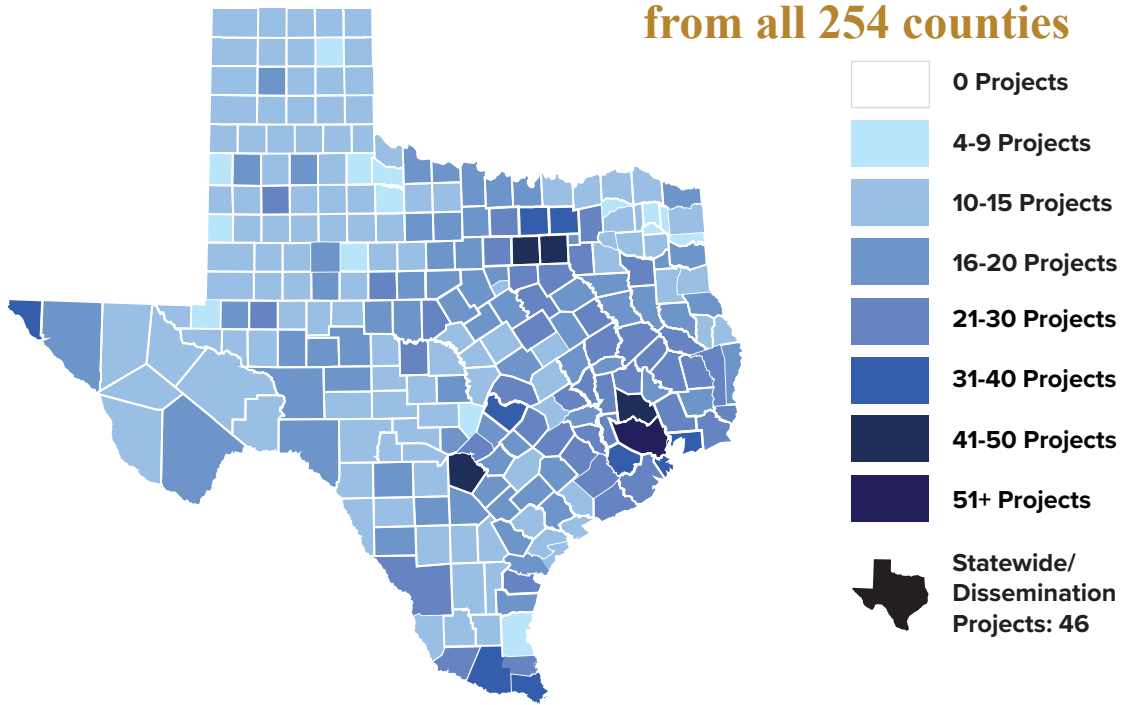 from all 254 counties
0 Projects
4-9 Projects
10-15 Projects
16-20 Projects
21-30 Projects
31-40 Projects
41-50 Projects
51+ Projects
Statewide/
Dissemination
Projects: 46